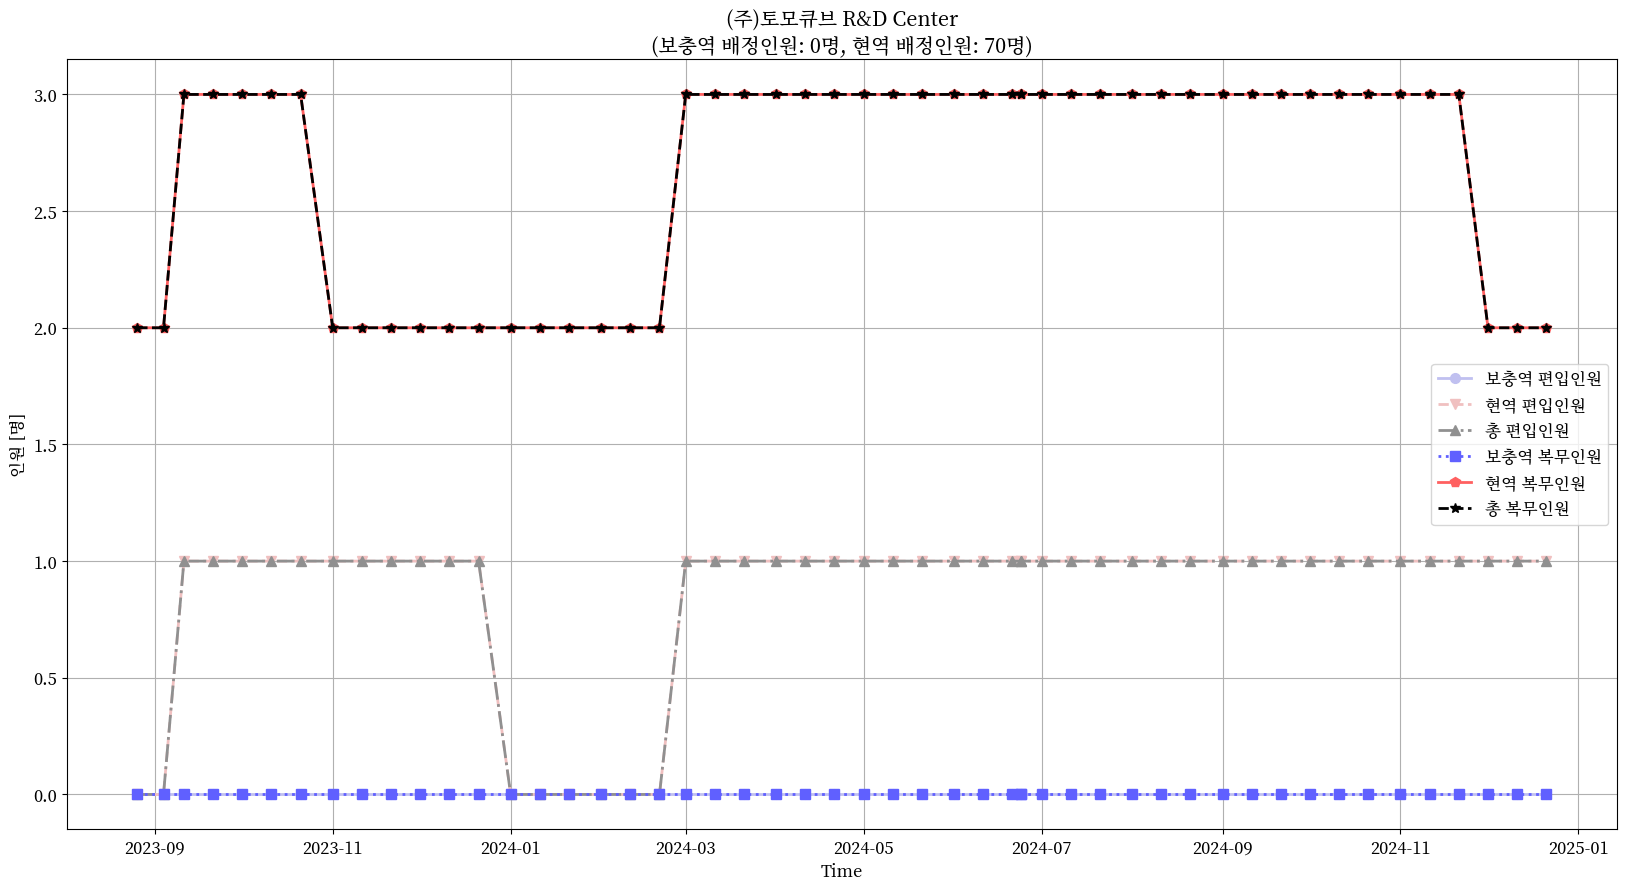 (주)토모큐브 R&D Center
(보충역 배정인원: 0명, 현역 배정인원: 70명)
3.0
2.5
2.0
1.5
1.0
0.5
0.0
인원 [명]
보충역 편입인원
현역 편입인원
총 편입인원
보충역 복무인원
현역 복무인원
총 복무인원
2023-09 2023-11 2024-01 2024-03 2024-05 2024-07 2024-09 2024-11 2025-01
Time